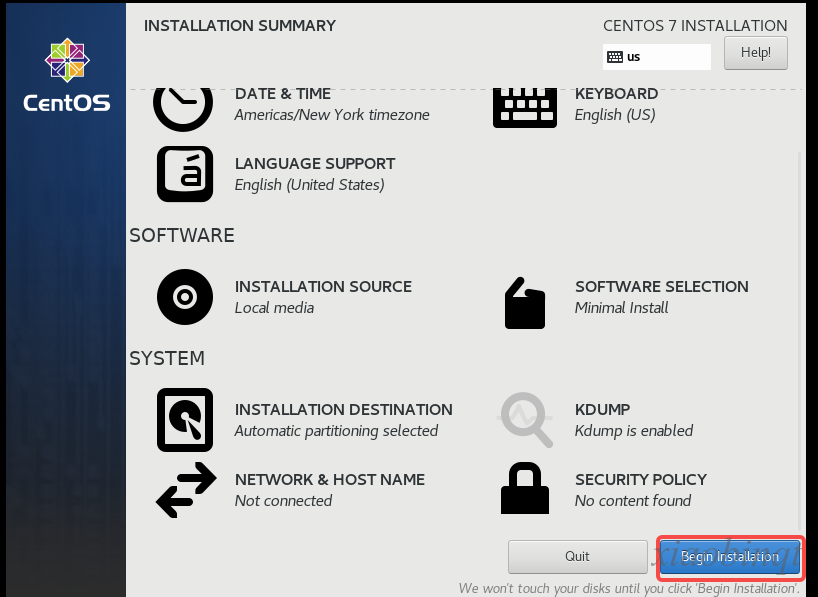 INSTALLATION SUMMARY
CENTOS 7 INSTALLATION
us
Help!
CentOS
DATE & TIME
Americas/New York timezone
KEYBOARD
English (US)
á
LANGUAGE SUPPORT
English (United States)
SOFTWARE
INSTALLATION SOURCE
Local media
SOFTWARE SELECTION
Minimal Install
SYSTEM
INSTALLATION DESTINATION
Automatic partitioning selected
KDUMP
Kdump is enabled
NETWORK & HOST NAME
Not connected
SECURITY POLICY
No content found
Quit
Begin Installation
xiaobinqt
We won't touch your disks until you click 'Begin Installation'.